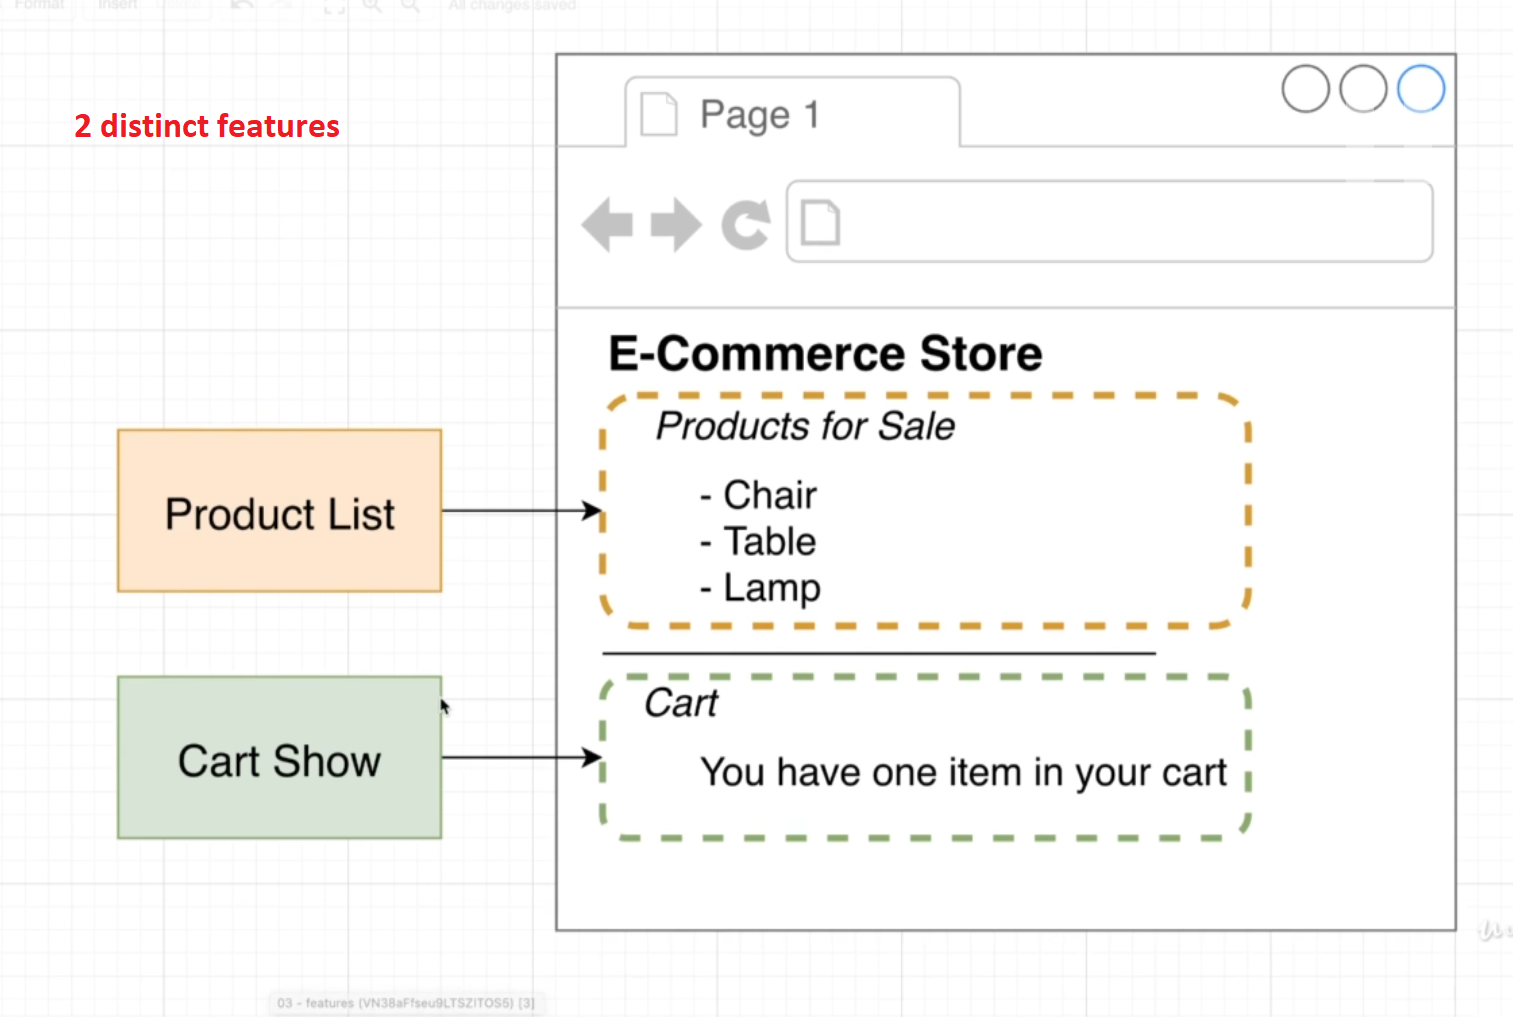 Format Insert Delete All changes saved
2 distinct features
Page 1
E-Commerce Store
Products for Sale
- Chair
- Table
- Lamp
Product List
Cart
You have one item in your cart
Cart Show
03 - features (VN38aFfseu9LTSZITOS5) [3]